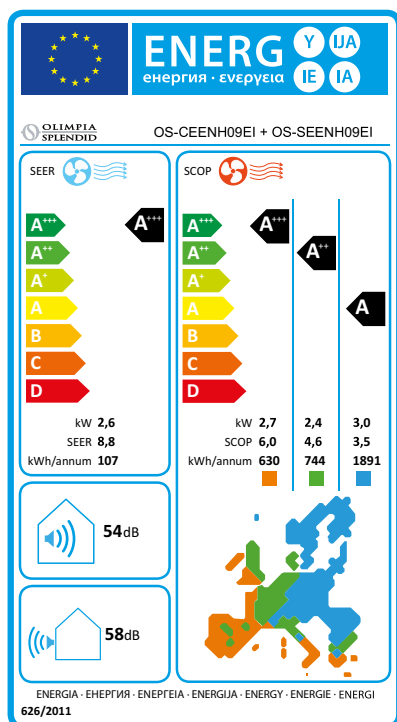 ENERG
енергия · ενεργεια
Y
IJA
IE
IA
OLIMPIA
SPLENDID
OS-CEENH09EI + OS-SEENH09EI
SEER
A+++
A++
A+
A
B
C
D
A+++
kW 2,6
SEER 8,8
kWh/annum 107
SCOP
A+++
A++
A+
A
B
C
D
A+++
A++
A
kW 2,7 2,4 3,0
SCOP 6,0 4,6 3,5
kWh/annum 630 744 1891
54dB
58dB
ENERGIA · ЕНЕРГИЯ · ΕΝΕΡΓΕΙΑ · ENERGIJA · ENERGY · ENERGIE · ENERGI
626/2011